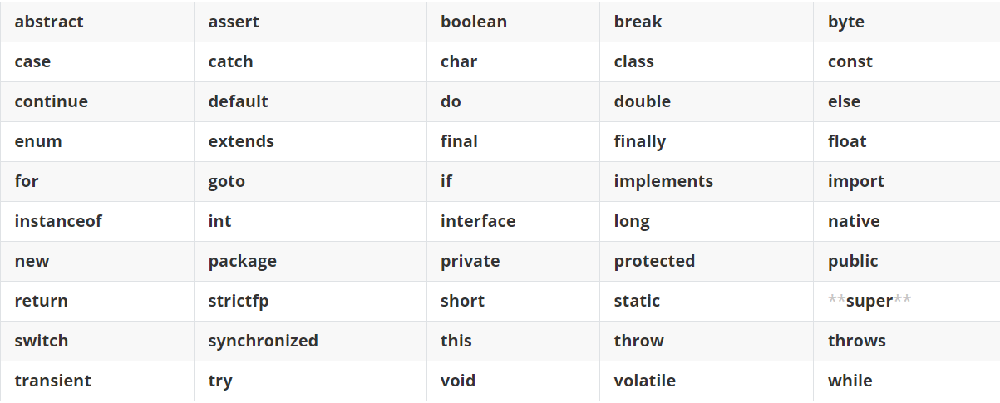 abstract assert boolean break byte
case catch char class const
continue default do double else
enum extends final finally float
for goto if implements import
instanceof int interface long native
new package private protected public
return strictfp short static **super**
switch synchronized this throw throws
transient try void volatile while